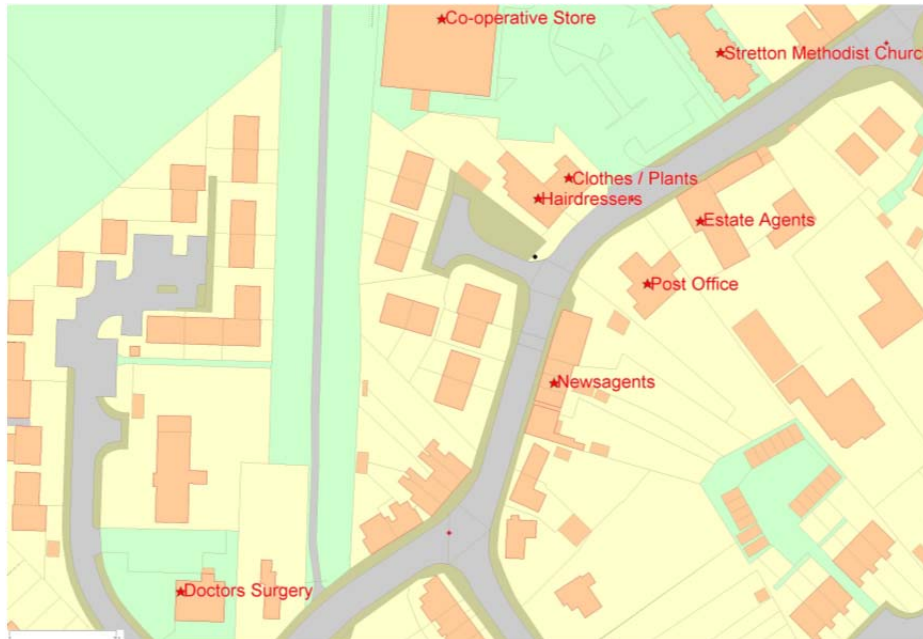 Co-operative Store
Stretton Methodist Churc
Clothes / Plants
Hairdressers
Estate Agents
Post Office
Newsagents
Doctors Surgery